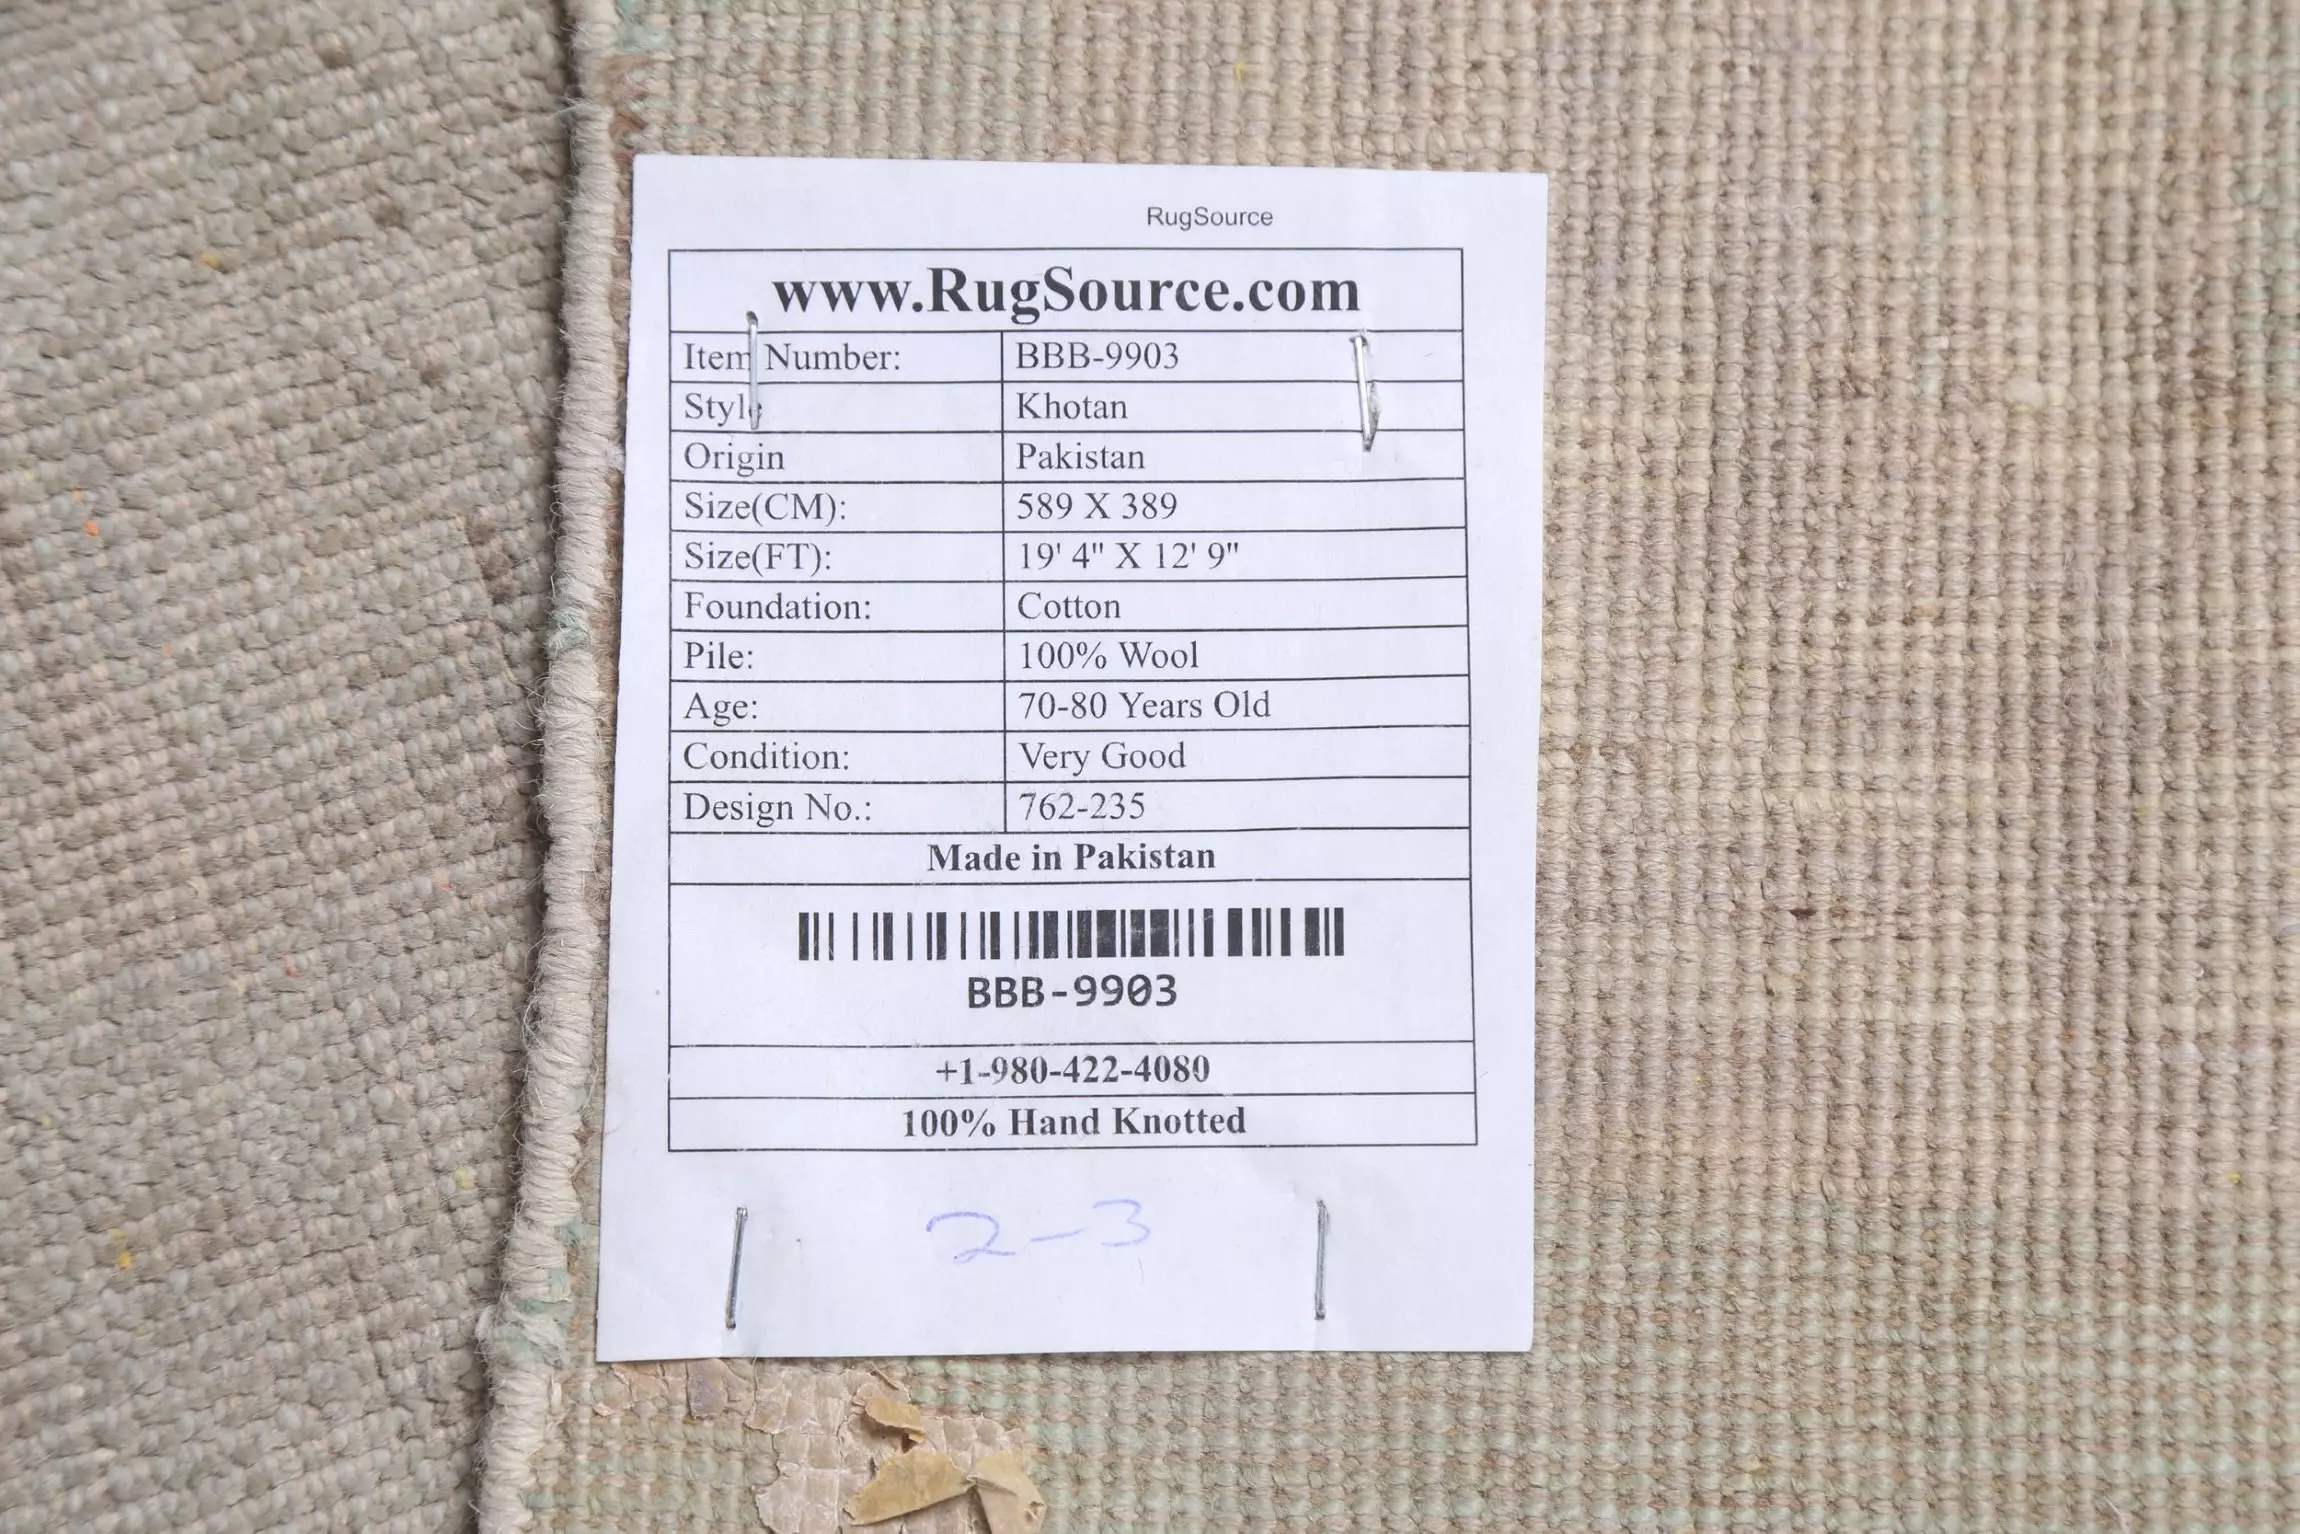 RugSource
www.RugSource.com
Item Number: BBB-9903
Style Khotan
Origin Pakistan
Size(CM): 589 X 389
Size(FT): 19' 4" X 12' 9"
Foundation: Cotton
Pile: 100% Wool
Age: 70-80 Years Old
Condition: Very Good
Design No.: 762-235
Made in Pakistan
BBB-9903
+1-980-422-4080
100% Hand Knotted
2-3